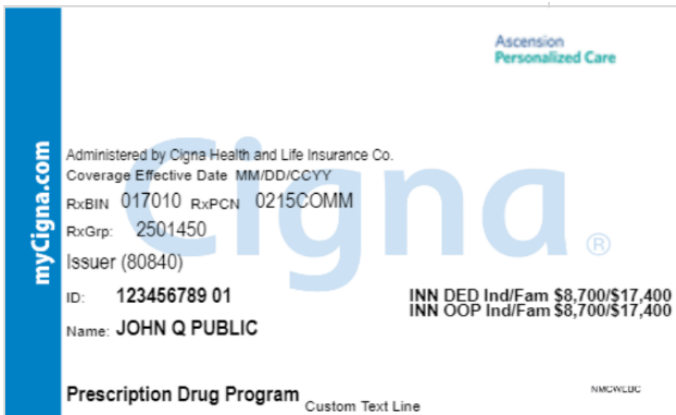 Ascension
Personalized Care
myCigna.com
Cigna®
Administered by Cigna Health and Life Insurance Co.
Coverage Effective Date MM/DD/CCYY
RxBIN 017010 RxPCN 0215COMM
RxGrp: 2501450
Issuer (80840)
ID: 123456789 01
INN DED Ind/Fam $8,700/$17,400
INN OOP Ind/Fam $8,700/$17,400
Name: JOHN Q PUBLIC
Prescription Drug Program
Custom Text Line
NMCWEBC